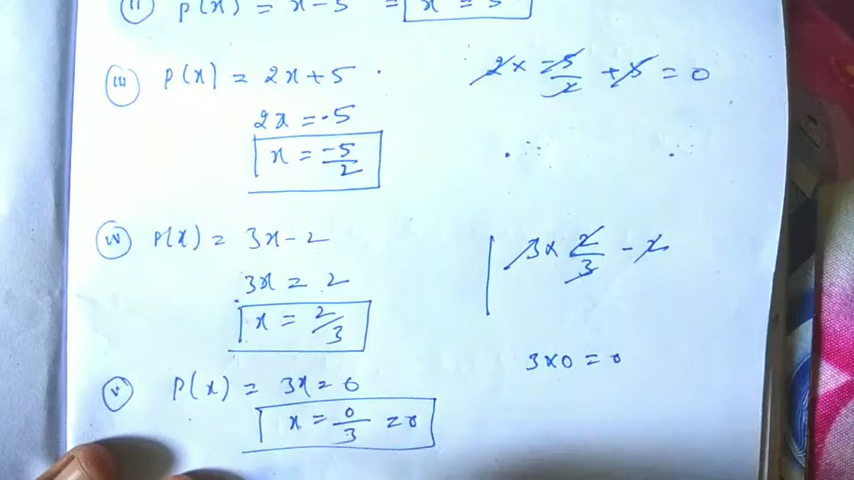 (ii) P(x) = x-5 = x = 5
(iii) P(x) = 2x+5 .
2x × -5/2 + 5 = 0
2x = -5
x = -5/2
(iv) P(x) = 3x-2
3 × 2/3 - 2
3x = 2
x = 2/3
3×0 = 0
(v) P(x) = 3x = 0
x = 0/3 = 0